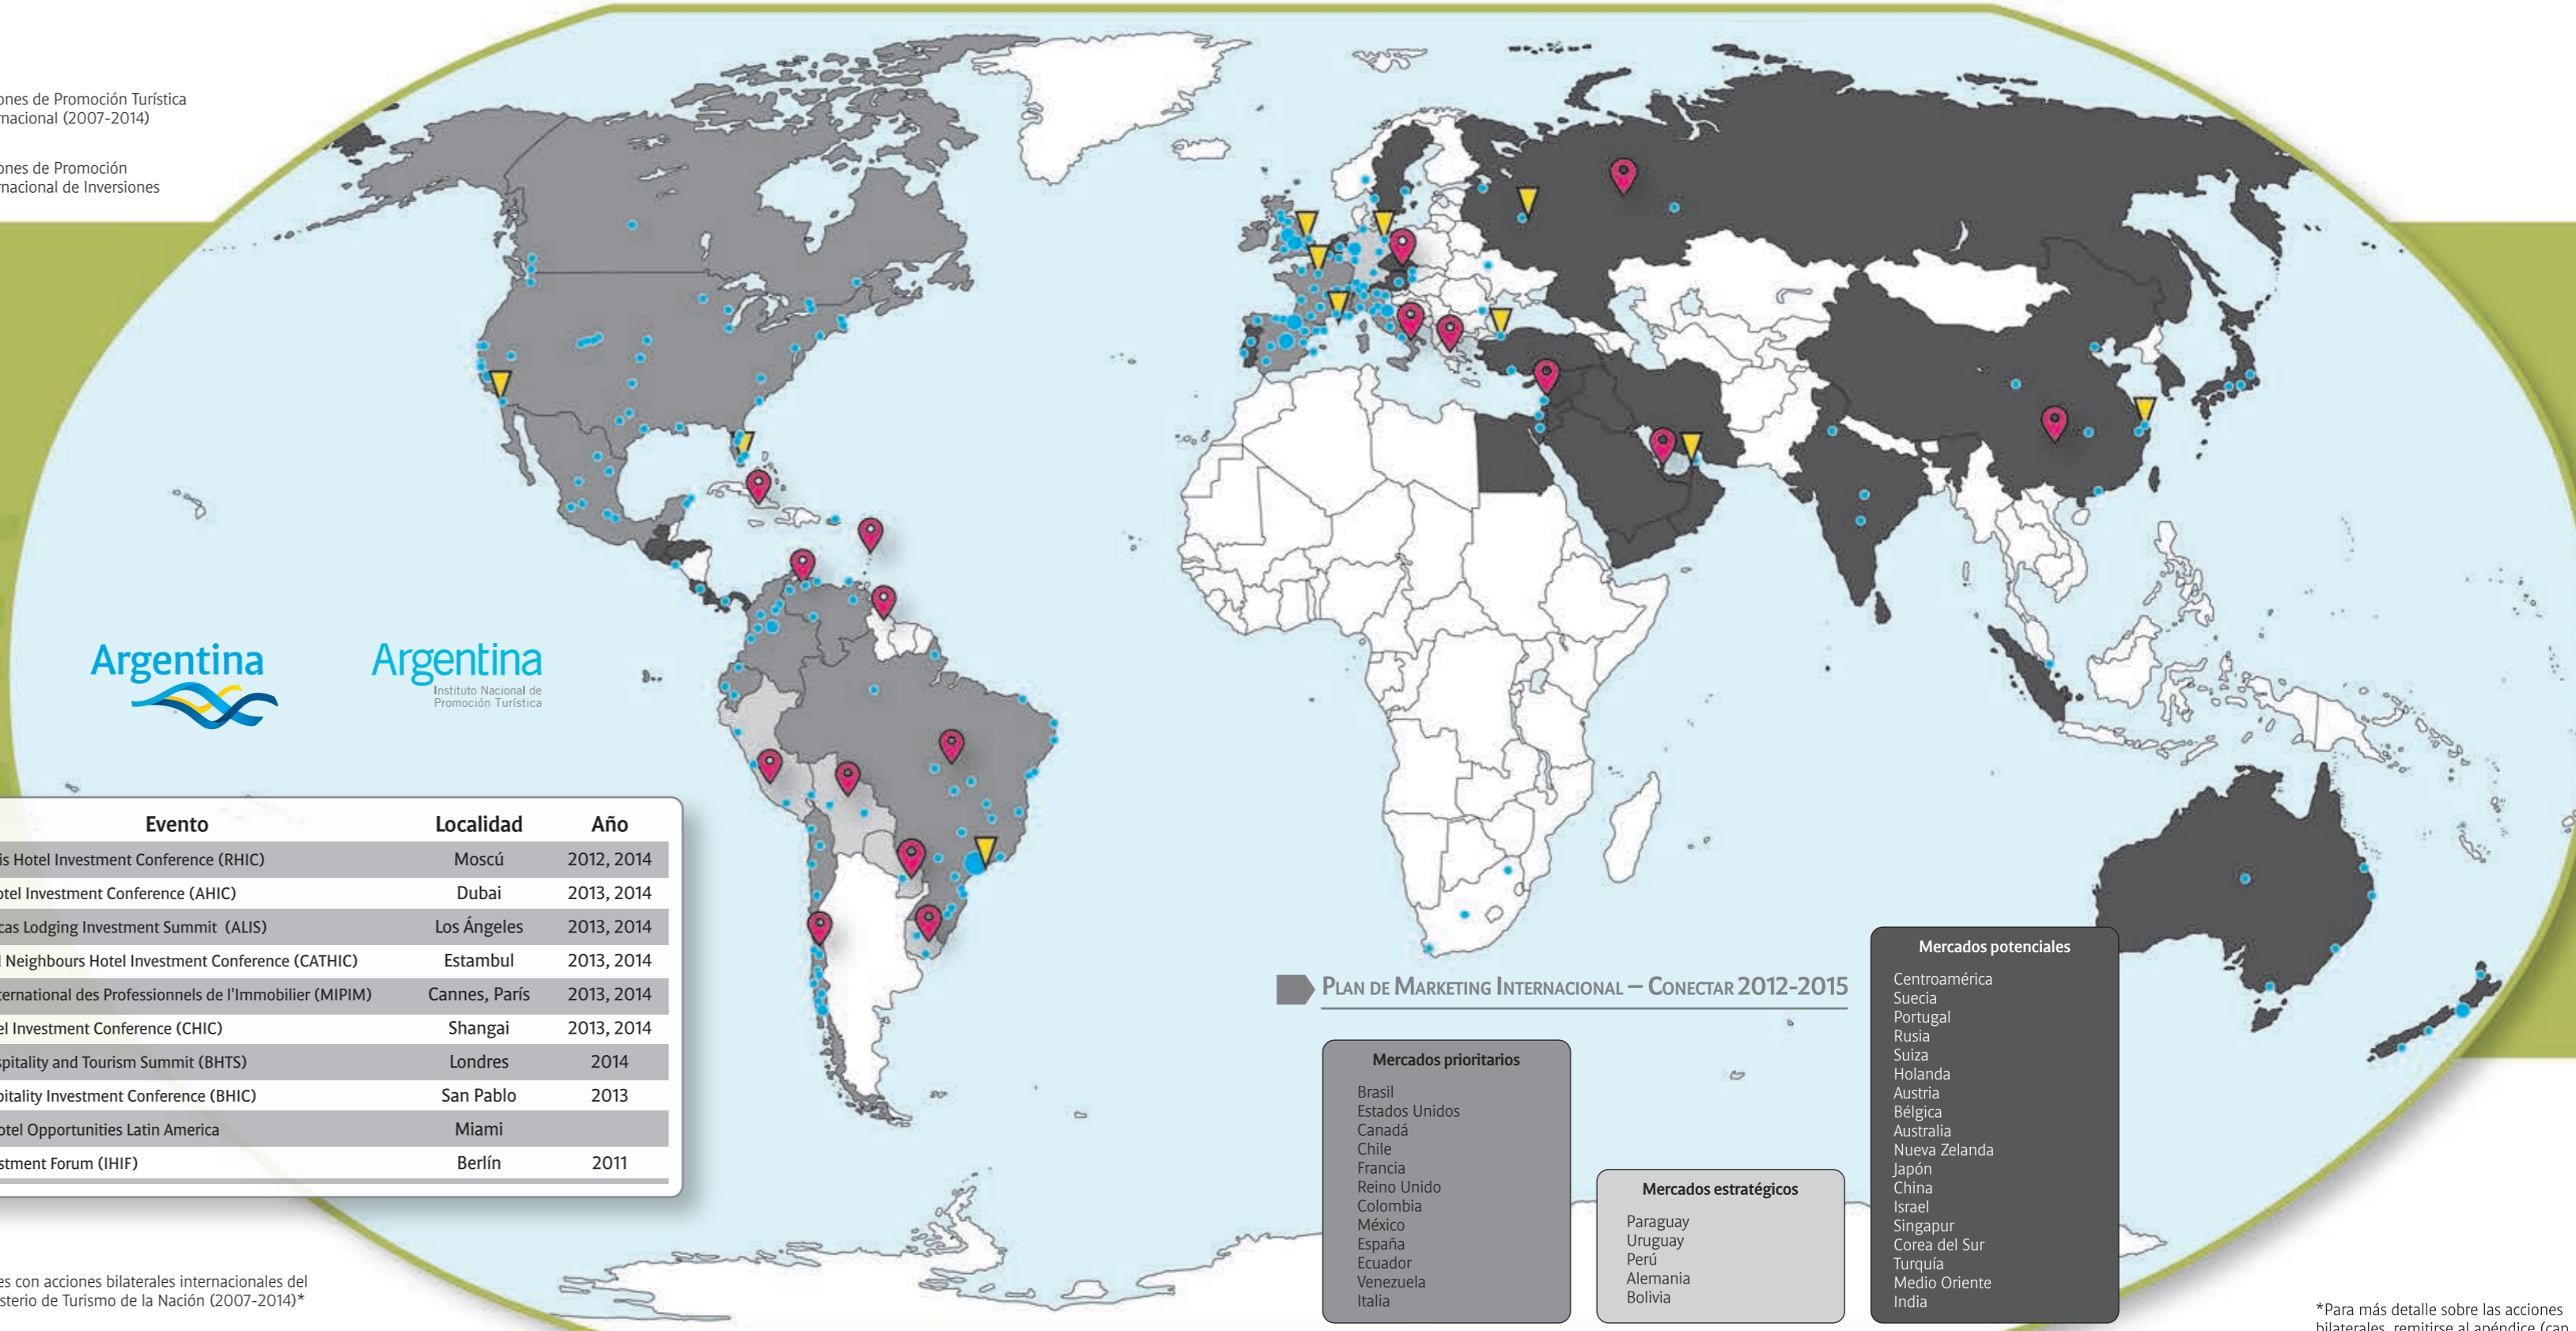 ones de Promoción Turística
rnacional (2007-2014)
ones de Promoción
rnacional de Inversiones
Argentina
Argentina
Instituto Nacional de
Promoción Turística
Evento Localidad Año
is Hotel Investment Conference (RHIC) Moscú 2012, 2014
otel Investment Conference (AHIC) Dubai 2013, 2014
cas Lodging Investment Summit (ALIS) Los Ángeles 2013, 2014
l Neighbours Hotel Investment Conference (CATHIC) Estambul 2013, 2014
ternational des Professionnels de l'Immobilier (MIPIM) Cannes, París 2013, 2014
el Investment Conference (CHIC) Shangai 2013, 2014
spitality and Tourism Summit (BHTS) Londres 2014
pitality Investment Conference (BHIC) San Pablo 2013
otel Opportunities Latin America Miami
stment Forum (IHIF) Berlín 2011
es con acciones bilaterales internacionales del
isterio de Turismo de la Nación (2007-2014)*
Plan de Marketing Internacional – Conectar 2012-2015
Mercados prioritarios
Brasil
Estados Unidos
Canadá
Chile
Francia
Reino Unido
Colombia
México
España
Ecuador
Venezuela
Italia
Mercados estratégicos
Paraguay
Uruguay
Perú
Alemania
Bolivia
Mercados potenciales
Centroamérica
Suecia
Portugal
Rusia
Suiza
Holanda
Austria
Bélgica
Australia
Nueva Zelanda
Japón
China
Israel
Singapur
Corea del Sur
Turquía
Medio Oriente
India
*Para más detalle sobre las acciones
bilaterales, remitirse al apéndice (cap